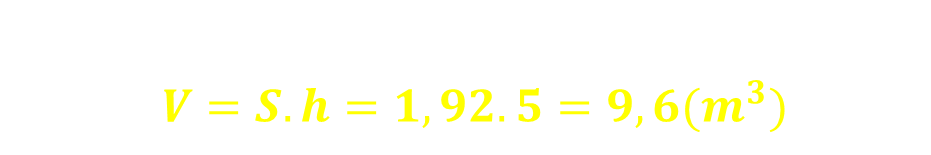 V = S.h = 1,92.5 = 9,6(m³)